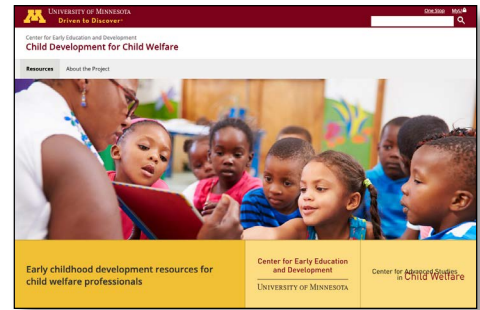 UNIVERSITY OF MINNESOTA
Driven to Discover
One Stop MyU
Center for Early Education and Development
Child Development for Child Welfare
Resources About the Project
Early childhood development resources for
child welfare professionals
Center for Early Education
and Development
UNIVERSITY OF MINNESOTA
Center for Advanced Studies
in Child Welfare